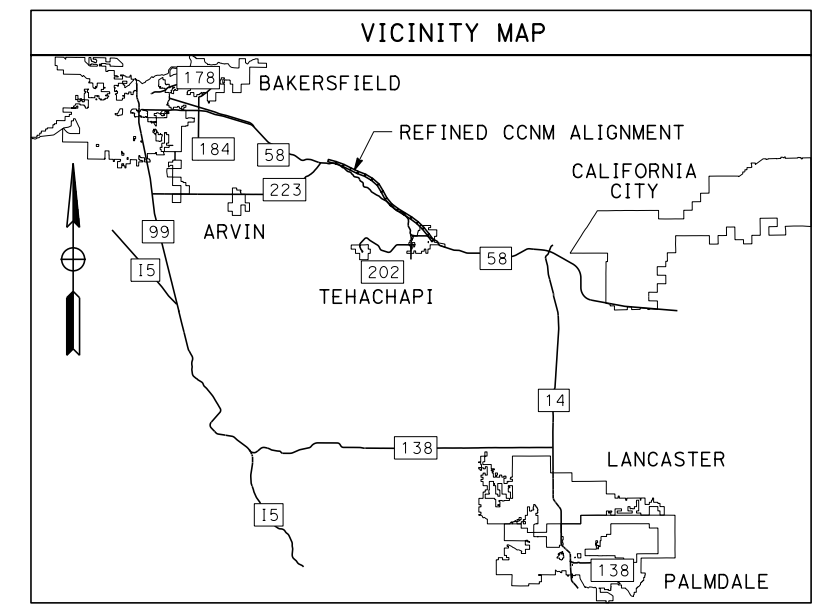 VICINITY MAP
178
BAKERSFIELD
REFINED CCNM ALIGNMENT
184
58
CALIFORNIA
CITY
223
99
ARVIN
I5
202
58
TEHACHAPI
14
138
LANCASTER
I5
138
PALMDALE